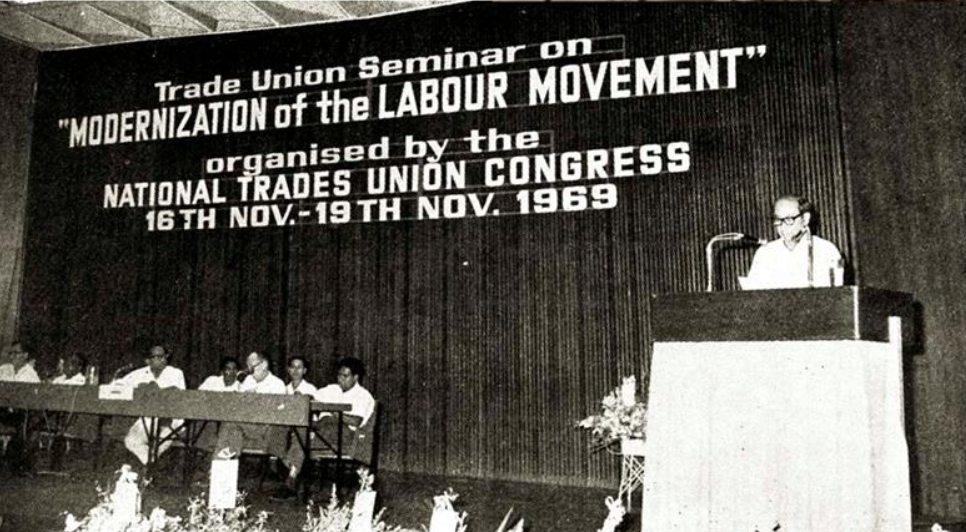 Trade Union Seminar on
"MODERNIZATION of the LABOUR MOVEMENT"
organised by the
NATIONAL TRADES UNION CONGRESS
16TH NOV.-19TH NOV. 1969